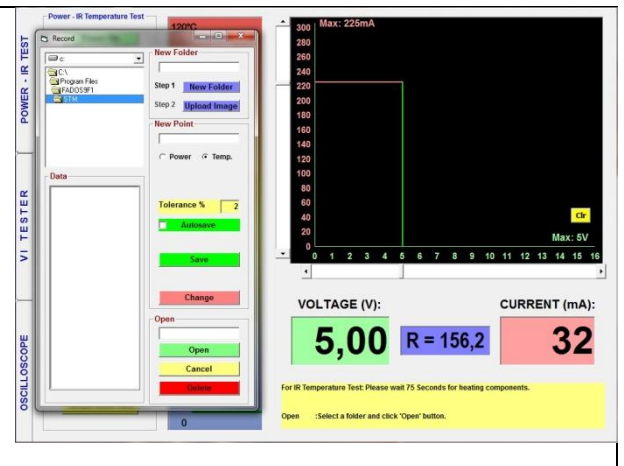 Power - IR Temperature Test
120°C
Record
c:
C:\
Program Files
FADOS9F1
STM
Data
New Folder
Step 1 New Folder
Step 2 Upload Image
New Point
Power Temp.
Tolerance % 2
Autosave
Save
Change
Open
Open
Cancel
Delete
0
POWER - IR TEST
VI TESTER
OSCILLOSCOPE
Max: 225mA
300
280
260
240
220
200
180
160
140
120
100
80
60
40
20
0
Clr
Max: 5V
0 1 2 3 4 5 6 7 8 9 10 11 12 13 14 15 16
VOLTAGE (V): CURRENT (mA):
5,00 R = 156,2 32
For IR Temperature Test: Please wait 75 Seconds for heating components.
Open :Select a folder and click 'Open' button.